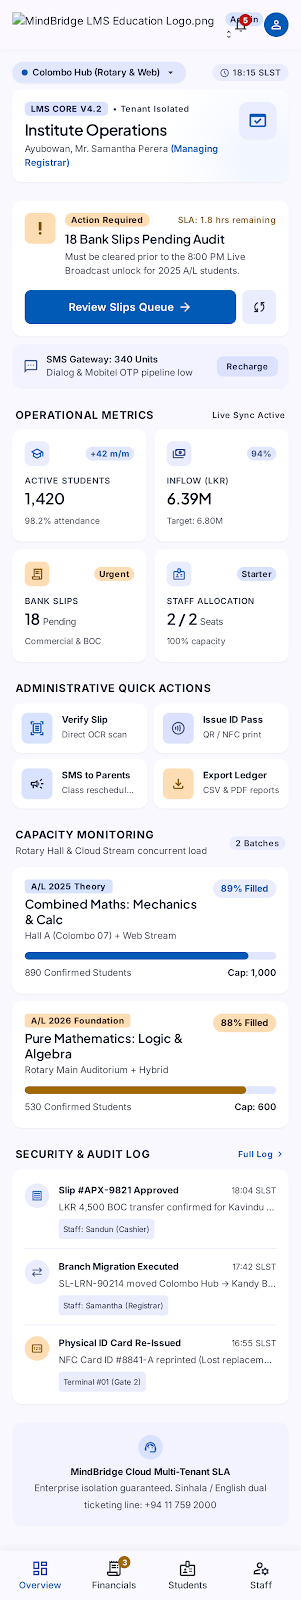 MindBridge LMS Education Logo.png
5
Colombo Hub (Rotary & Web)
18:15 SLST
LMS CORE V4.2 • Tenant Isolated
Institute Operations
Ayubowan, Mr. Samantha Perera (Managing
Registrar)
Action Required
SLA: 1.8 hrs remaining
18 Bank Slips Pending Audit
Must be cleared prior to the 8:00 PM Live
Broadcast unlock for 2025 A/L students.
Review Slips Queue →
SMS Gateway: 340 Units
Dialog & Mobitel OTP pipeline low
Recharge
OPERATIONAL METRICS
Live Sync Active
+42 m/m
ACTIVE STUDENTS
1,420
98.2% attendance
94%
INFLOW (LKR)
6.39M
Target: 6.80M
Urgent
BANK SLIPS
18 Pending
Commercial & BOC
Starter
STAFF ALLOCATION
2 / 2 Seats
100% capacity
ADMINISTRATIVE QUICK ACTIONS
Verify Slip
Direct OCR scan
Issue ID Pass
QR / NFC print
SMS to Parents
Class reschedul...
Export Ledger
CSV & PDF reports
CAPACITY MONITORING
Rotary Hall & Cloud Stream concurrent load
2 Batches
A/L 2025 Theory
89% Filled
Combined Maths: Mechanics
& Calc
Hall A (Colombo 07) + Web Stream
890 Confirmed Students
Cap: 1,000
A/L 2026 Foundation
88% Filled
Pure Mathematics: Logic &
Algebra
Rotary Main Auditorium + Hybrid
530 Confirmed Students
Cap: 600
SECURITY & AUDIT LOG
Full Log >
Slip #APX-9821 Approved
18:04 SLST
LKR 4,500 BOC transfer confirmed for Kavindu ...
Staff: Sandun (Cashier)
Branch Migration Executed
17:42 SLST
SL-LRN-90214 moved Colombo Hub → Kandy B...
Staff: Samantha (Registrar)
Physical ID Card Re-Issued
16:55 SLST
NFC Card ID #8841-A reprinted (Lost replacem...
Terminal #01 (Gate 2)
MindBridge Cloud Multi-Tenant SLA
Enterprise isolation guaranteed. Sinhala / English dual
ticketing line: +94 11 759 2000
3
Overview
Financials
Students
Staff